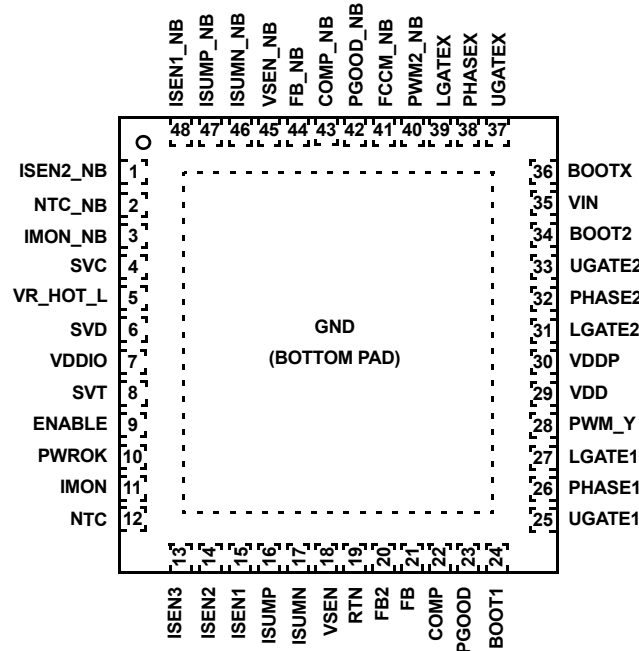 ISEN1_NB
ISUMP_NB
ISUMN_NB
VSEN_NB
FB_NB
COMP_NB
PGOOD_NB
FCCM_NB
PWM2_NB
LGATEX
PHASEX
UGATEX
48 47 46 45 44 43 42 41 40 39 38 37
ISEN2_NB 1
NTC_NB 2
IMON_NB 3
SVC 4
VR_HOT_L 5
SVD 6
VDDIO 7
SVT 8
ENABLE 9
PWROK 10
IMON 11
NTC 12
GND
(BOTTOM PAD)
36 BOOTX
35 VIN
34 BOOT2
33 UGATE2
32 PHASE2
31 LGATE2
30 VDDP
29 VDD
28 PWM_Y
27 LGATE1
26 PHASE1
25 UGATE1
13 14 15 16 17 18 19 20 21 22 23 24
ISEN3
ISEN2
ISEN1
ISUMP
ISUMN
VSEN
RTN
FB2
FB
COMP
PGOOD
BOOT1